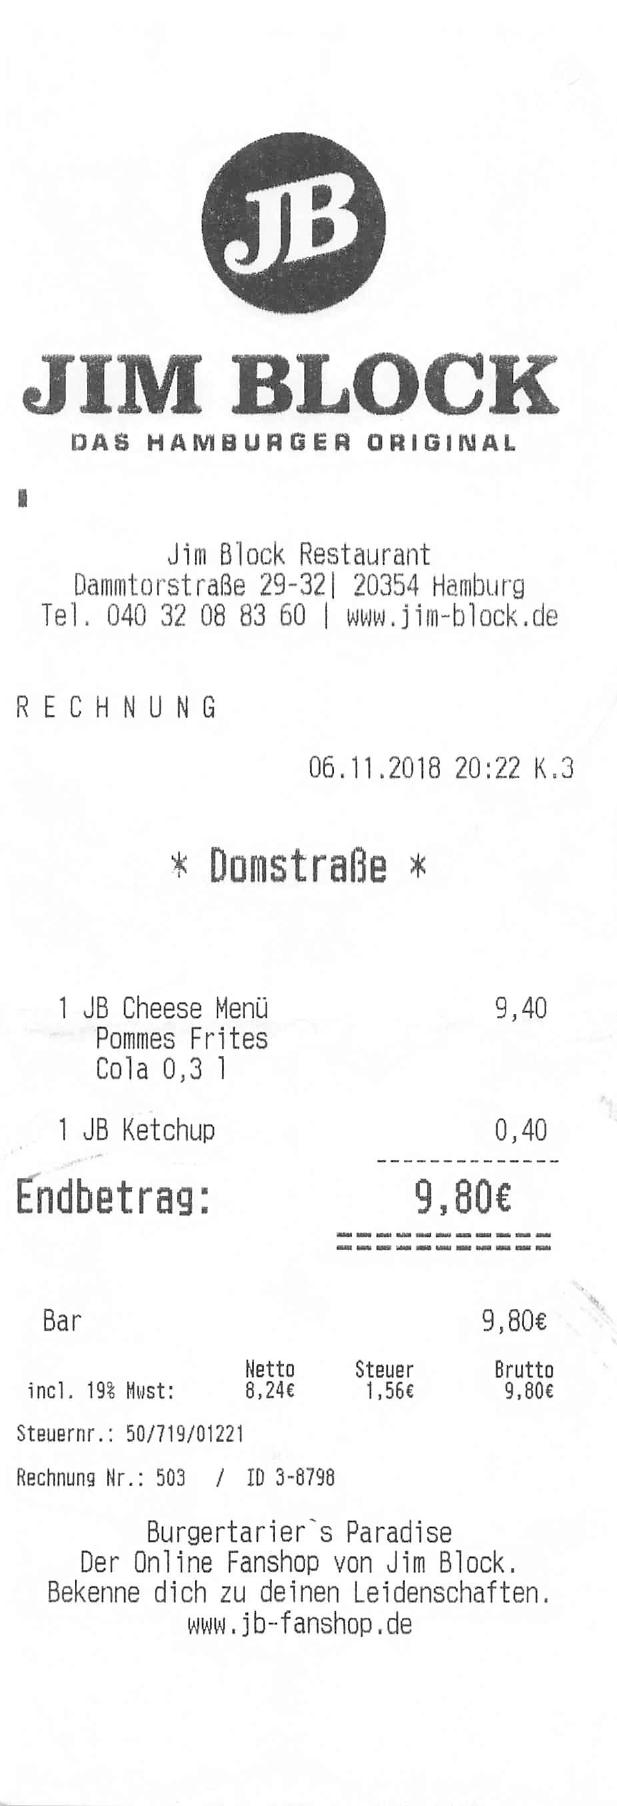 JB
JIM BLOCK
DAS HAMBURGER ORIGINAL
Jim Block Restaurant
Dammtorstraße 29-32| 20354 Hamburg
Tel. 040 32 08 83 60 | www.jim-block.de
R E C H N U N G
06.11.2018 20:22 K.3
* Domstraße *
1 JB Cheese Menü 9,40
Pommes Frites
Cola 0,3 l
1 JB Ketchup 0,40
--------------
Endbetrag: 9,80€
===========
Bar 9,80€
Netto Steuer Brutto
incl. 19% Mwst: 8,24€ 1,56€ 9,80€
Steuernr.: 50/719/01221
Rechnung Nr.: 503 / ID 3-8798
Burgertarier`s Paradise
Der Online Fanshop von Jim Block.
Bekenne dich zu deinen Leidenschaften.
www.jb-fanshop.de